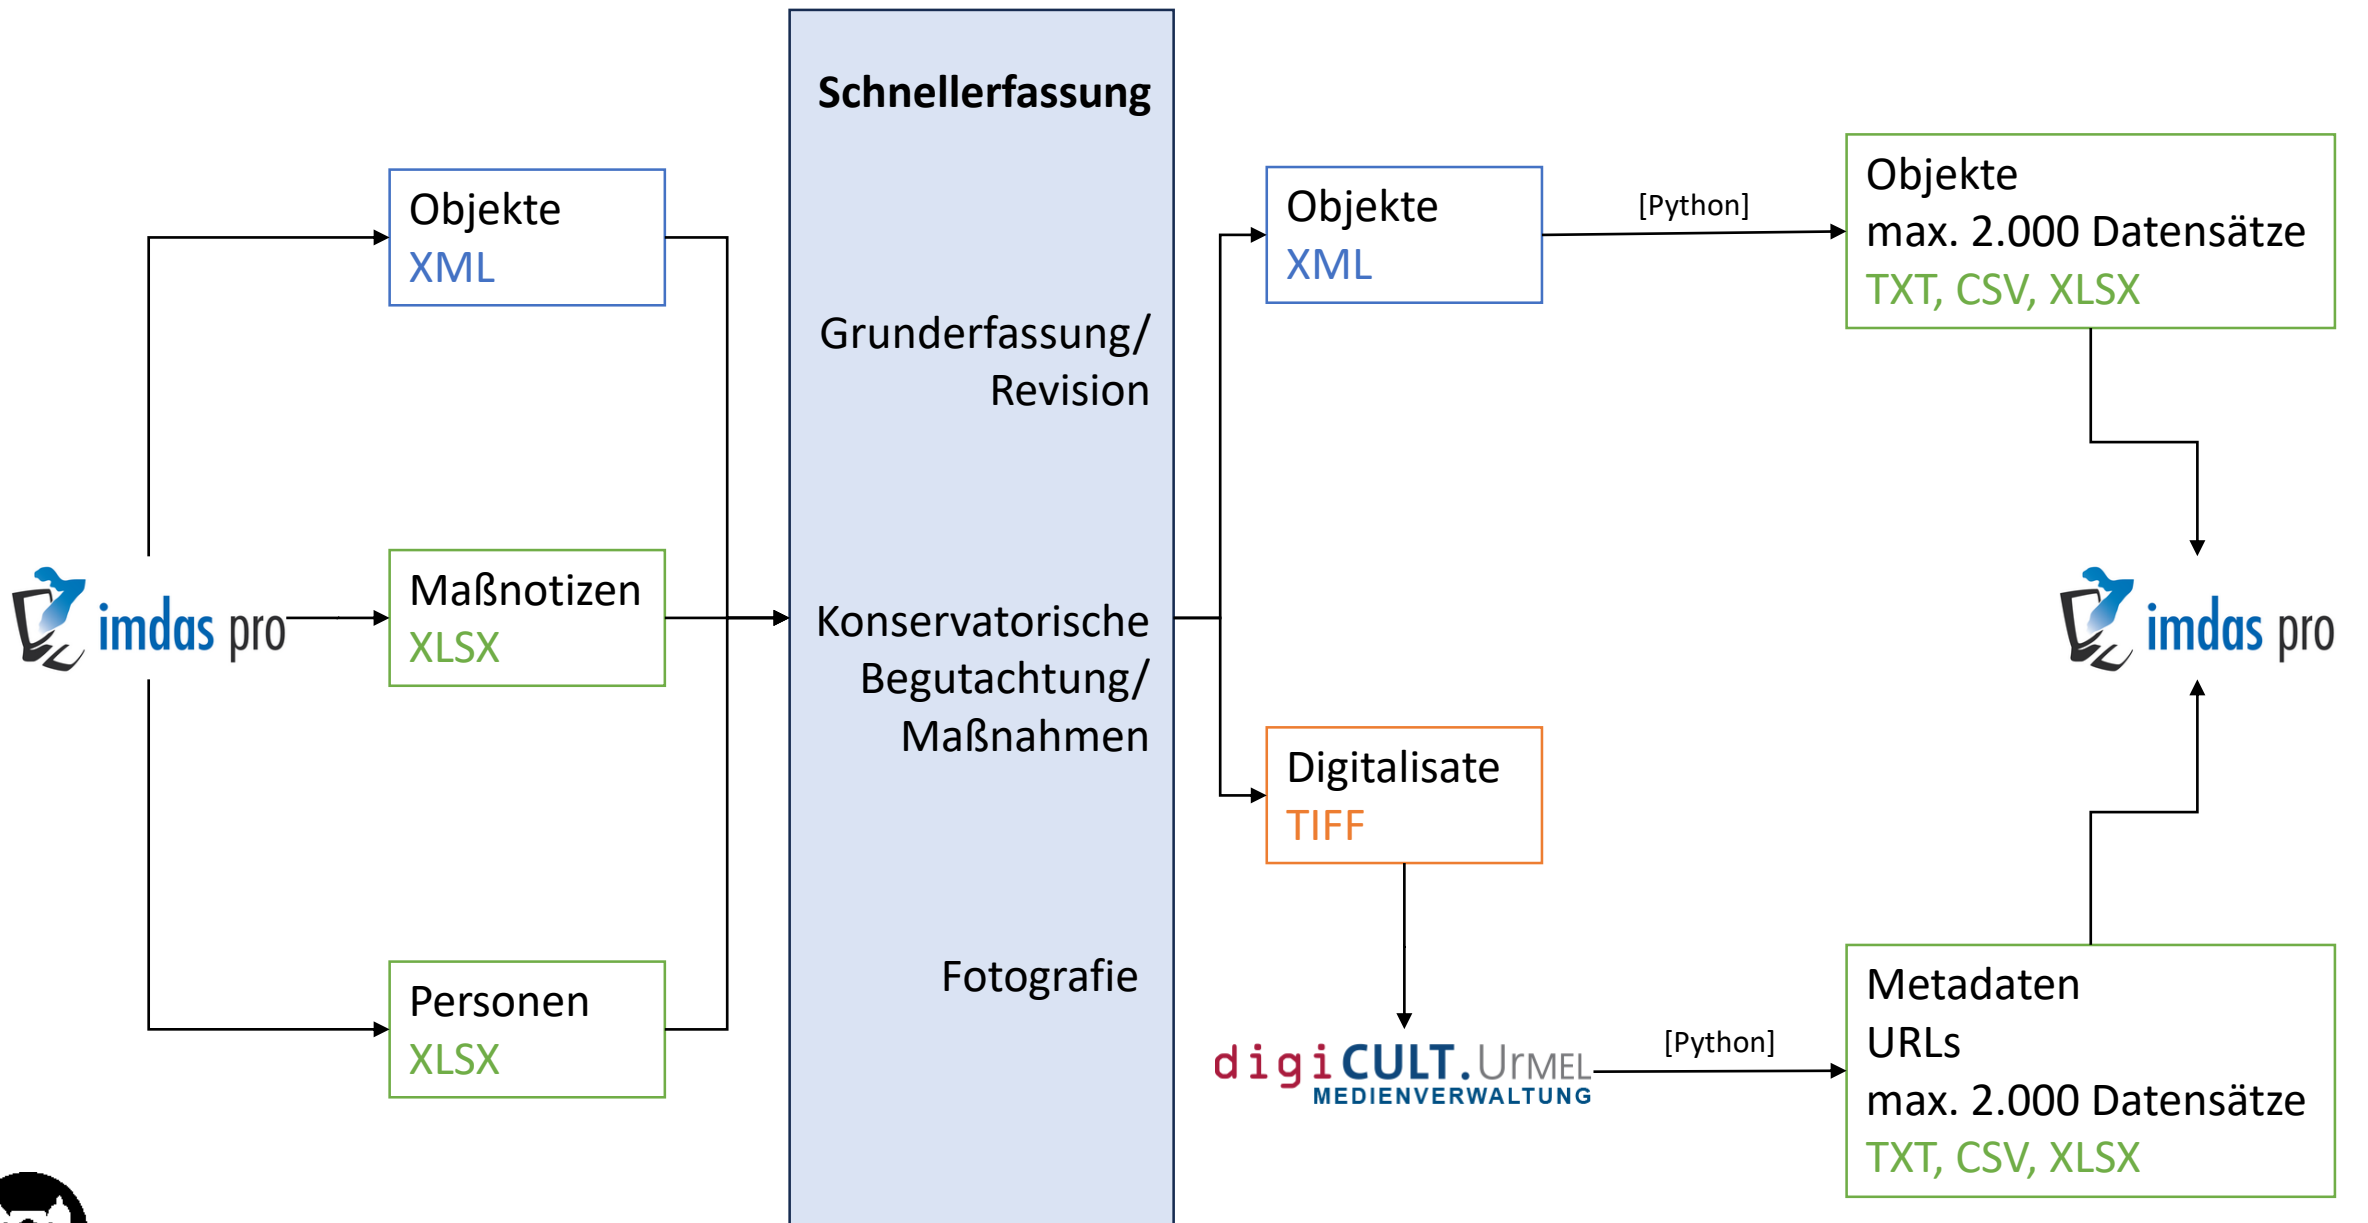 imdas pro
Objekte
XML
Maßnotizen
XLSX
Personen
XLSX
Schnellerfassung
Grunderfassung/
Revision
Konservatorische
Begutachtung/
Maßnahmen
Fotografie
Objekte
XML
[Python]
Objekte
max. 2.000 Datensätze
TXT, CSV, XLSX
Digitalisate
TIFF
digiCULT.UrMEL
MEDIENVERWALTUNG
[Python]
Metadaten
URLs
max. 2.000 Datensätze
TXT, CSV, XLSX
imdas pro